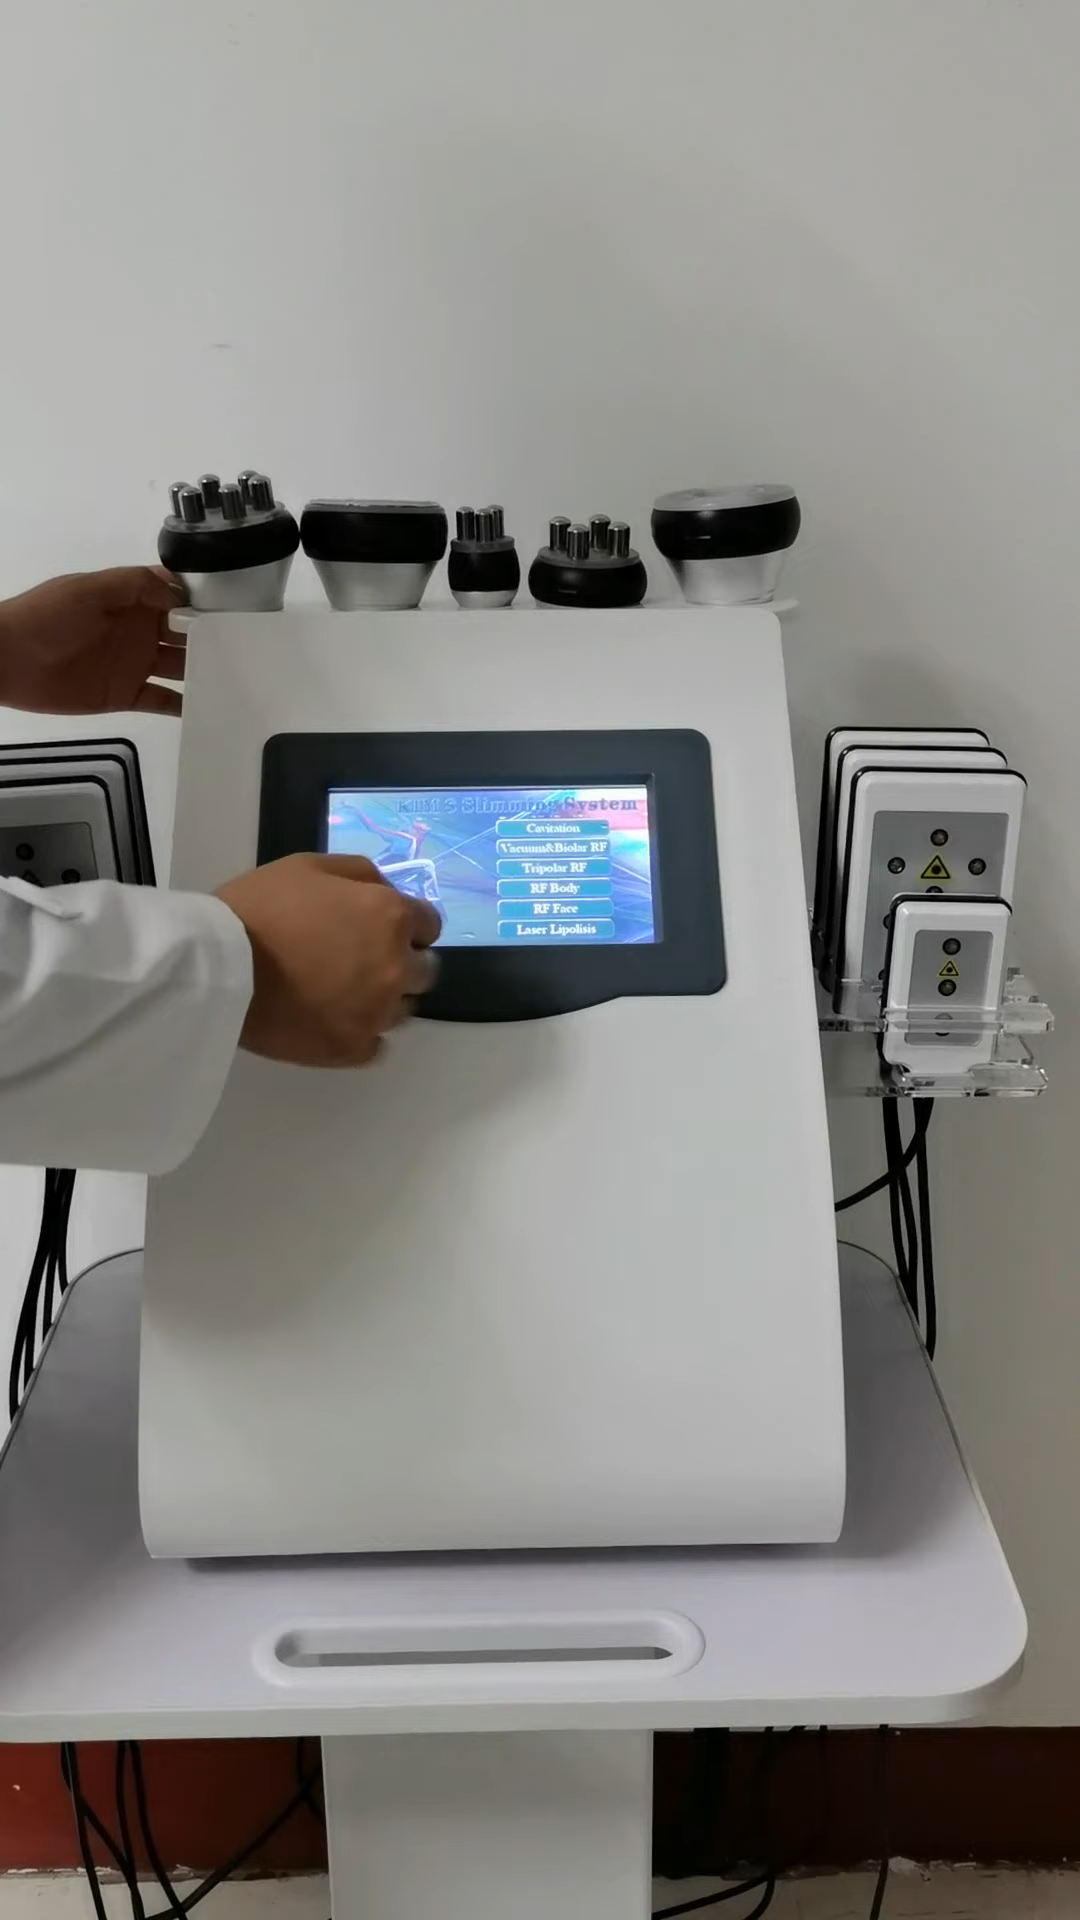 Slimming System
Cavitation
Vacuum&Biolar RF
Tripolar RF
RF Body
RF Face
Laser Lipolisis